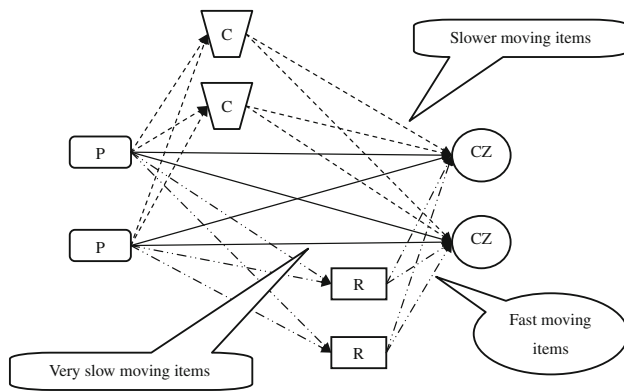 C
Slower moving items
C
P
CZ
P
CZ
R
Fast moving
items
R
Very slow moving items